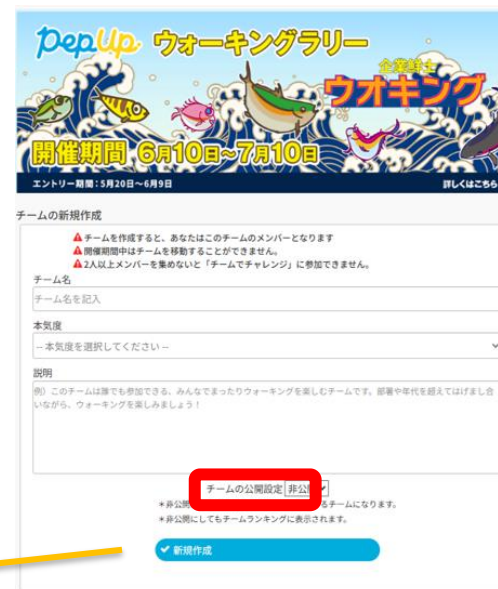 PepUp ウォーキングラリー
企業戦士
ウオキング
開催期間 6月10日~7月10日
エントリー期間:5月20日~6月9日
詳しくはこちら
チームの新規作成
チームを作成すると、あなたはこのチームのメンバーとなります
開催期間中はチームを移動することができません。
2人以上メンバーを集めないと「チームでチャレンジ」に参加できません。
チーム名
チーム名を記入
本気度
-- 本気度を選択してください --
説明
例）このチームは誰でも参加できる、みんなでまったりウォーキングを楽しむチームです。部署や年代を超えてはげまし合
いながら、ウォーキングを楽しみましょう！
チームの公開設定 非公
＊非公開 るチームになります。
＊非公開にしてもチームランキングに表示されます。
新規作成